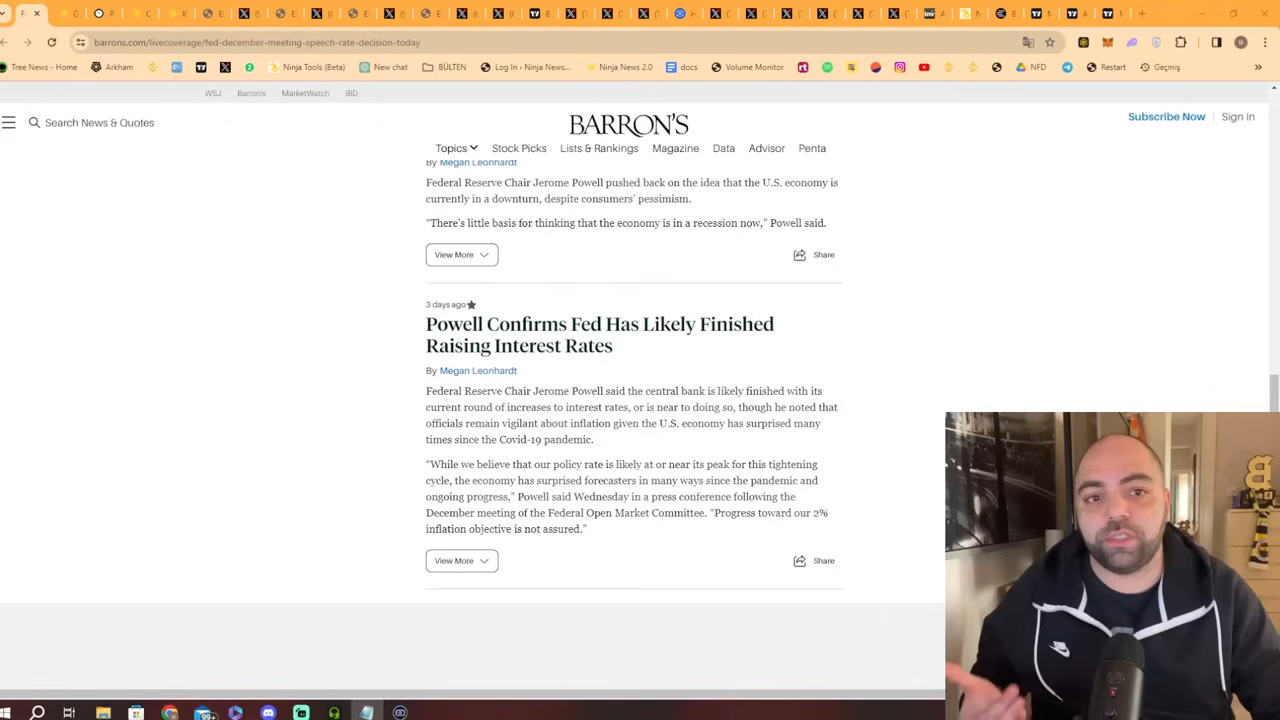 barrons.com/livecoverage/fed-december-meeting-speech-rate-decision-today
Tree News - Home
Arkham
Ninja Tools (Beta)
New chat
BÜLTEN
Log In ‹ Ninja News...
Ninja News 2.0
docs
Volume Monitor
NFD
Restart
Geçmiş
WSJ
Barron's
MarketWatch
IBD
Search News & Quotes
BARRON'S
Subscribe Now
Sign In
Topics
Stock Picks
Lists & Rankings
Magazine
Data
Advisor
Penta
By Megan Leonhardt
Federal Reserve Chair Jerome Powell pushed back on the idea that the U.S. economy is
currently in a downturn, despite consumers' pessimism.
“There's little basis for thinking that the economy is in a recession now,” Powell said.
View More
Share
3 days ago
Powell Confirms Fed Has Likely Finished
Raising Interest Rates
By Megan Leonhardt
Federal Reserve Chair Jerome Powell said the central bank is likely finished with its
current round of increases to interest rates, or is near to doing so, though he noted that
officials remain vigilant about inflation given the U.S. economy has surprised many
times since the Covid-19 pandemic.
“While we believe that our policy rate is likely at or near its peak for this tightening
cycle, the economy has surprised forecasters in many ways since the pandemic and
ongoing progress,” Powell said Wednesday in a press conference following the
December meeting of the Federal Open Market Committee. “Progress toward our 2%
inflation objective is not assured.”
View More
Share
99+